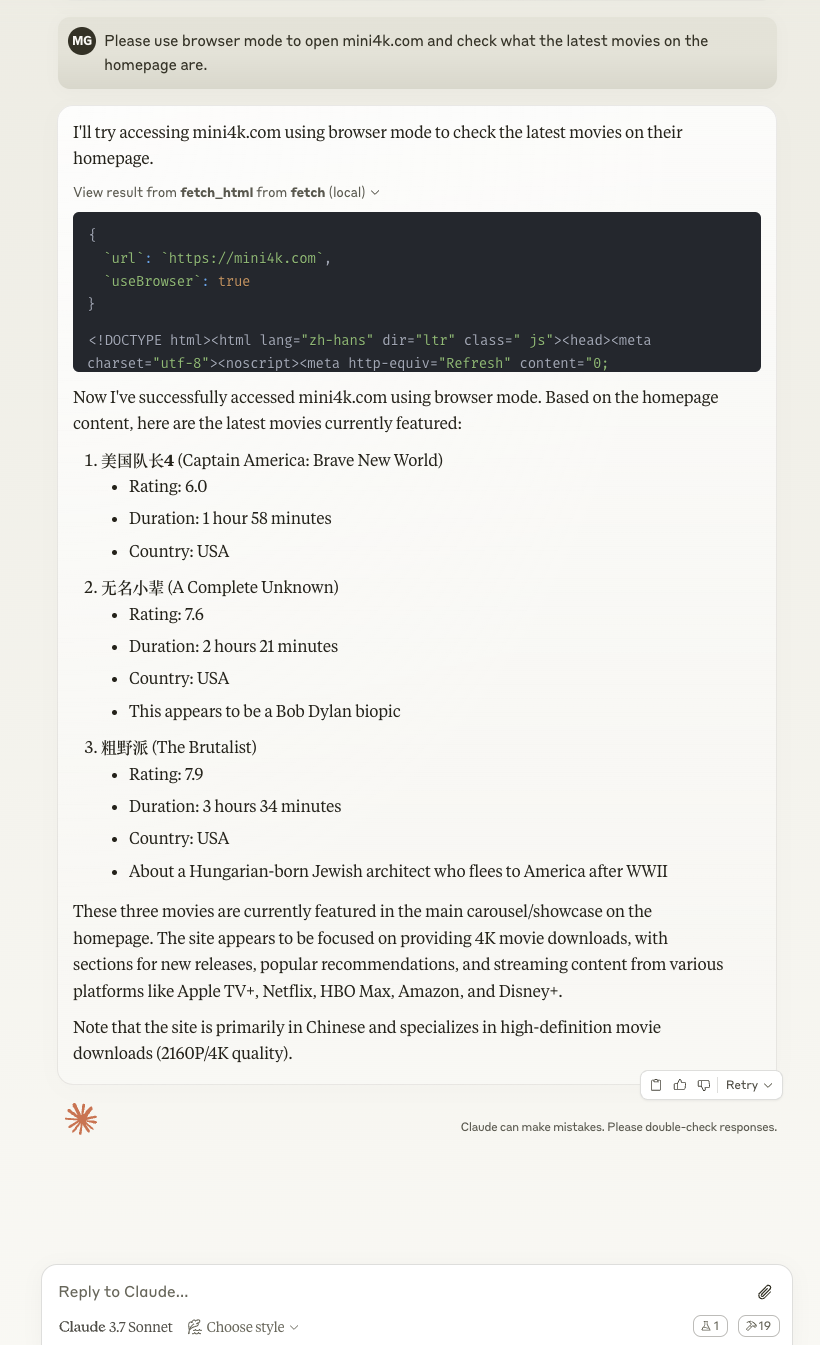 MG Please use browser mode to open mini4k.com and check what the latest movies on the
homepage are.
I'll try accessing mini4k.com using browser mode to check the latest movies on their
homepage.
View result from fetch_html from fetch (local)
{
`url`: `https://mini4k.com`,
`useBrowser`: true
}
<!DOCTYPE html><html lang="zh-hans" dir="ltr" class=" js"><head><meta
charset="utf-8"><noscript><meta http-equiv="Refresh" content="0;
Now I've successfully accessed mini4k.com using browser mode. Based on the homepage
content, here are the latest movies currently featured:
1. 美国队长4 (Captain America: Brave New World)
• Rating: 6.0
• Duration: 1 hour 58 minutes
• Country: USA
2. 无名小辈 (A Complete Unknown)
• Rating: 7.6
• Duration: 2 hours 21 minutes
• Country: USA
• This appears to be a Bob Dylan biopic
3. 粗野派 (The Brutalist)
• Rating: 7.9
• Duration: 3 hours 34 minutes
• Country: USA
• About a Hungarian-born Jewish architect who flees to America after WWII
These three movies are currently featured in the main carousel/showcase on the
homepage. The site appears to be focused on providing 4K movie downloads, with
sections for new releases, popular recommendations, and streaming content from various
platforms like Apple TV+, Netflix, HBO Max, Amazon, and Disney+.
Note that the site is primarily in Chinese and specializes in high-definition movie
downloads (2160P/4K quality).
Retry
Claude can make mistakes. Please double-check responses.
Reply to Claude...
Claude 3.7 Sonnet Choose style 1 19